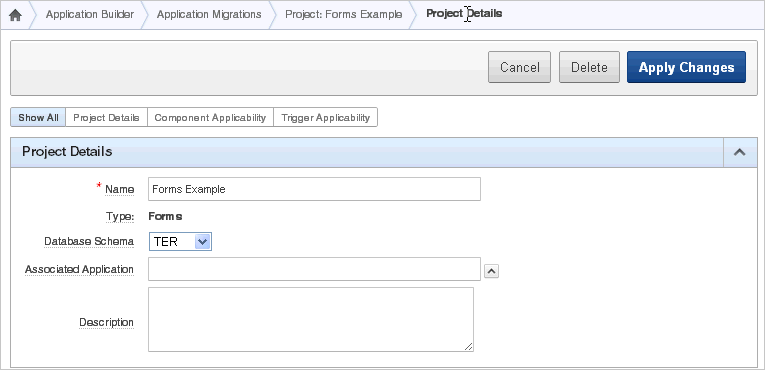 Application Builder Application Migrations Project: Forms Example Project Details
Cancel Delete Apply Changes
Show All Project Details Component Applicability Trigger Applicability
Project Details
* Name Forms Example
Type: Forms
Database Schema TER
Associated Application
Description